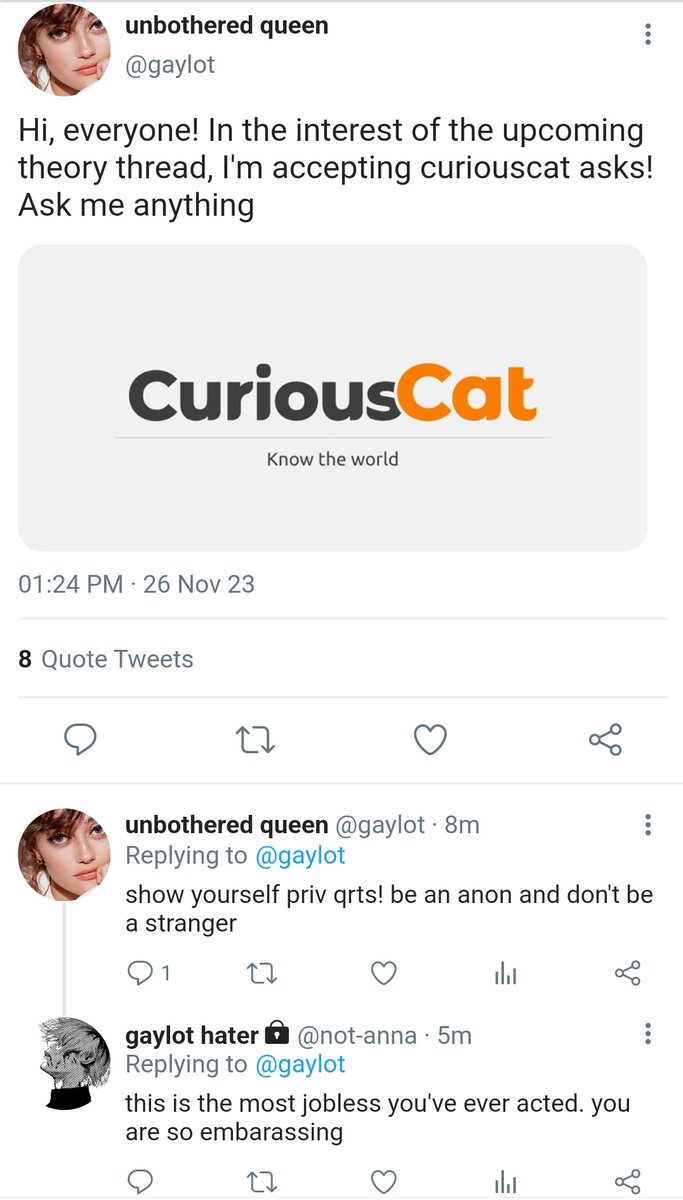 unbothered queen
@gaylot
Hi, everyone! In the interest of the upcoming
theory thread, I'm accepting curiouscat asks!
Ask me anything
CuriousCat
Know the world
01:24 PM · 26 Nov 23
8 Quote Tweets
unbothered queen @gaylot · 8m
Replying to @gaylot
show yourself priv qrts! be an anon and don't be
a stranger
1
gaylot hater @not-anna · 5m
Replying to @gaylot
this is the most jobless you've ever acted. you
are so embarassing